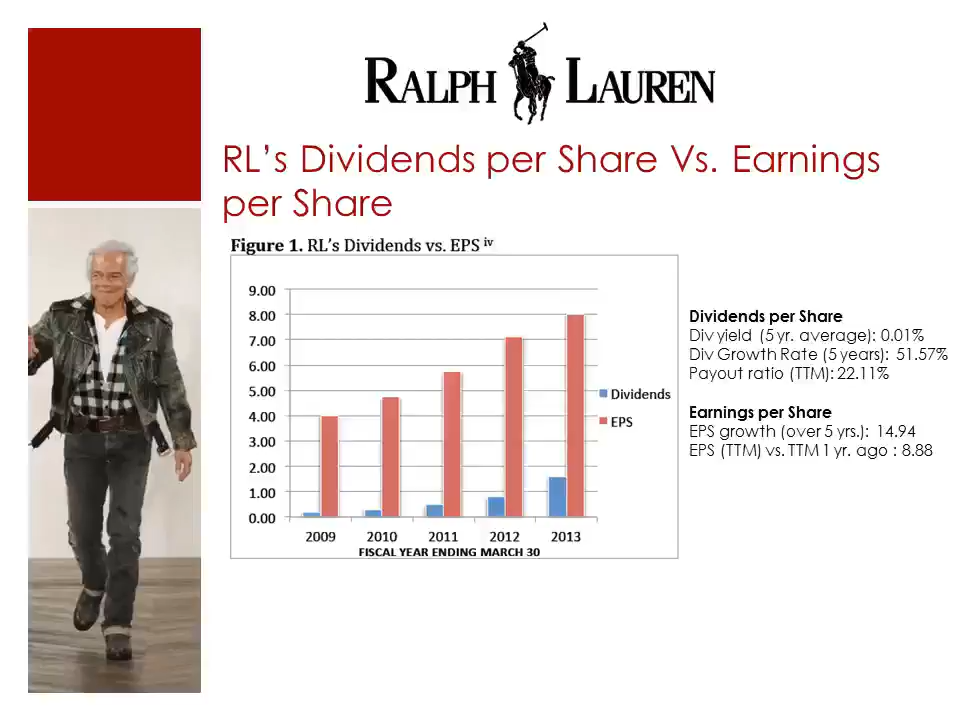 RALPH LAUREN
RL's Dividends per Share Vs. Earnings
per Share
Figure 1. RL's Dividends vs. EPS iv
9.00
8.00
7.00
6.00
5.00
4.00
3.00
2.00
1.00
0.00
2009 2010 2011 2012 2013
FISCAL YEAR ENDING MARCH 30
Dividends
EPS
Dividends per Share
Div yield (5 yr. average): 0.01%
Div Growth Rate (5 years): 51.57%
Payout ratio (TTM): 22.11%
Earnings per Share
EPS growth (over 5 yrs.): 14.94
EPS (TTM) vs. TTM 1 yr. ago : 8.88